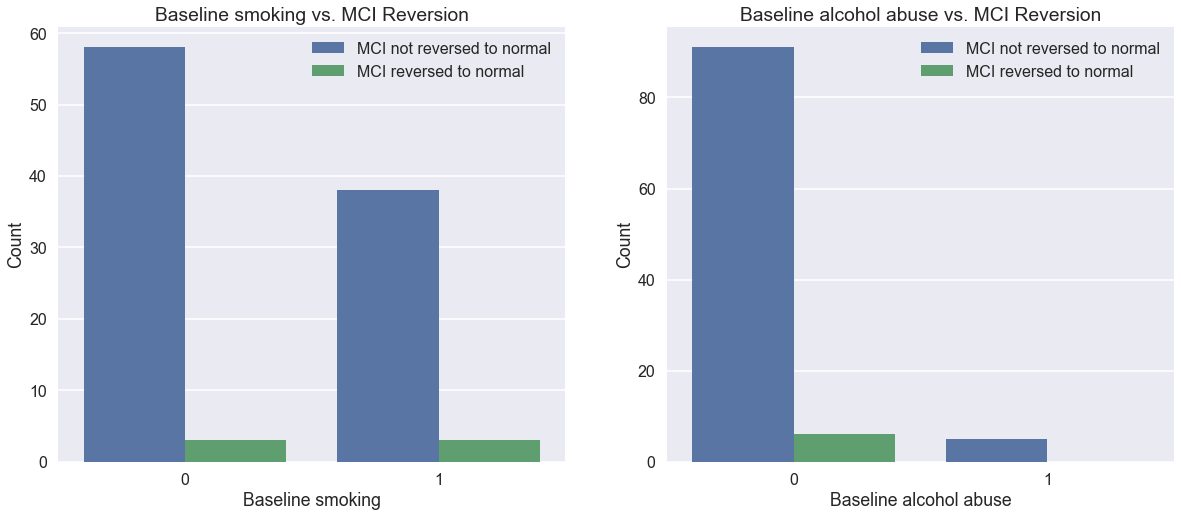 Baseline smoking vs. MCI Reversion
MCI not reversed to normal
MCI reversed to normal
60
50
40
30
20
10
0
Count
0 1
Baseline smoking
Baseline alcohol abuse vs. MCI Reversion
MCI not reversed to normal
MCI reversed to normal
80
60
40
20
0
Count
0 1
Baseline alcohol abuse